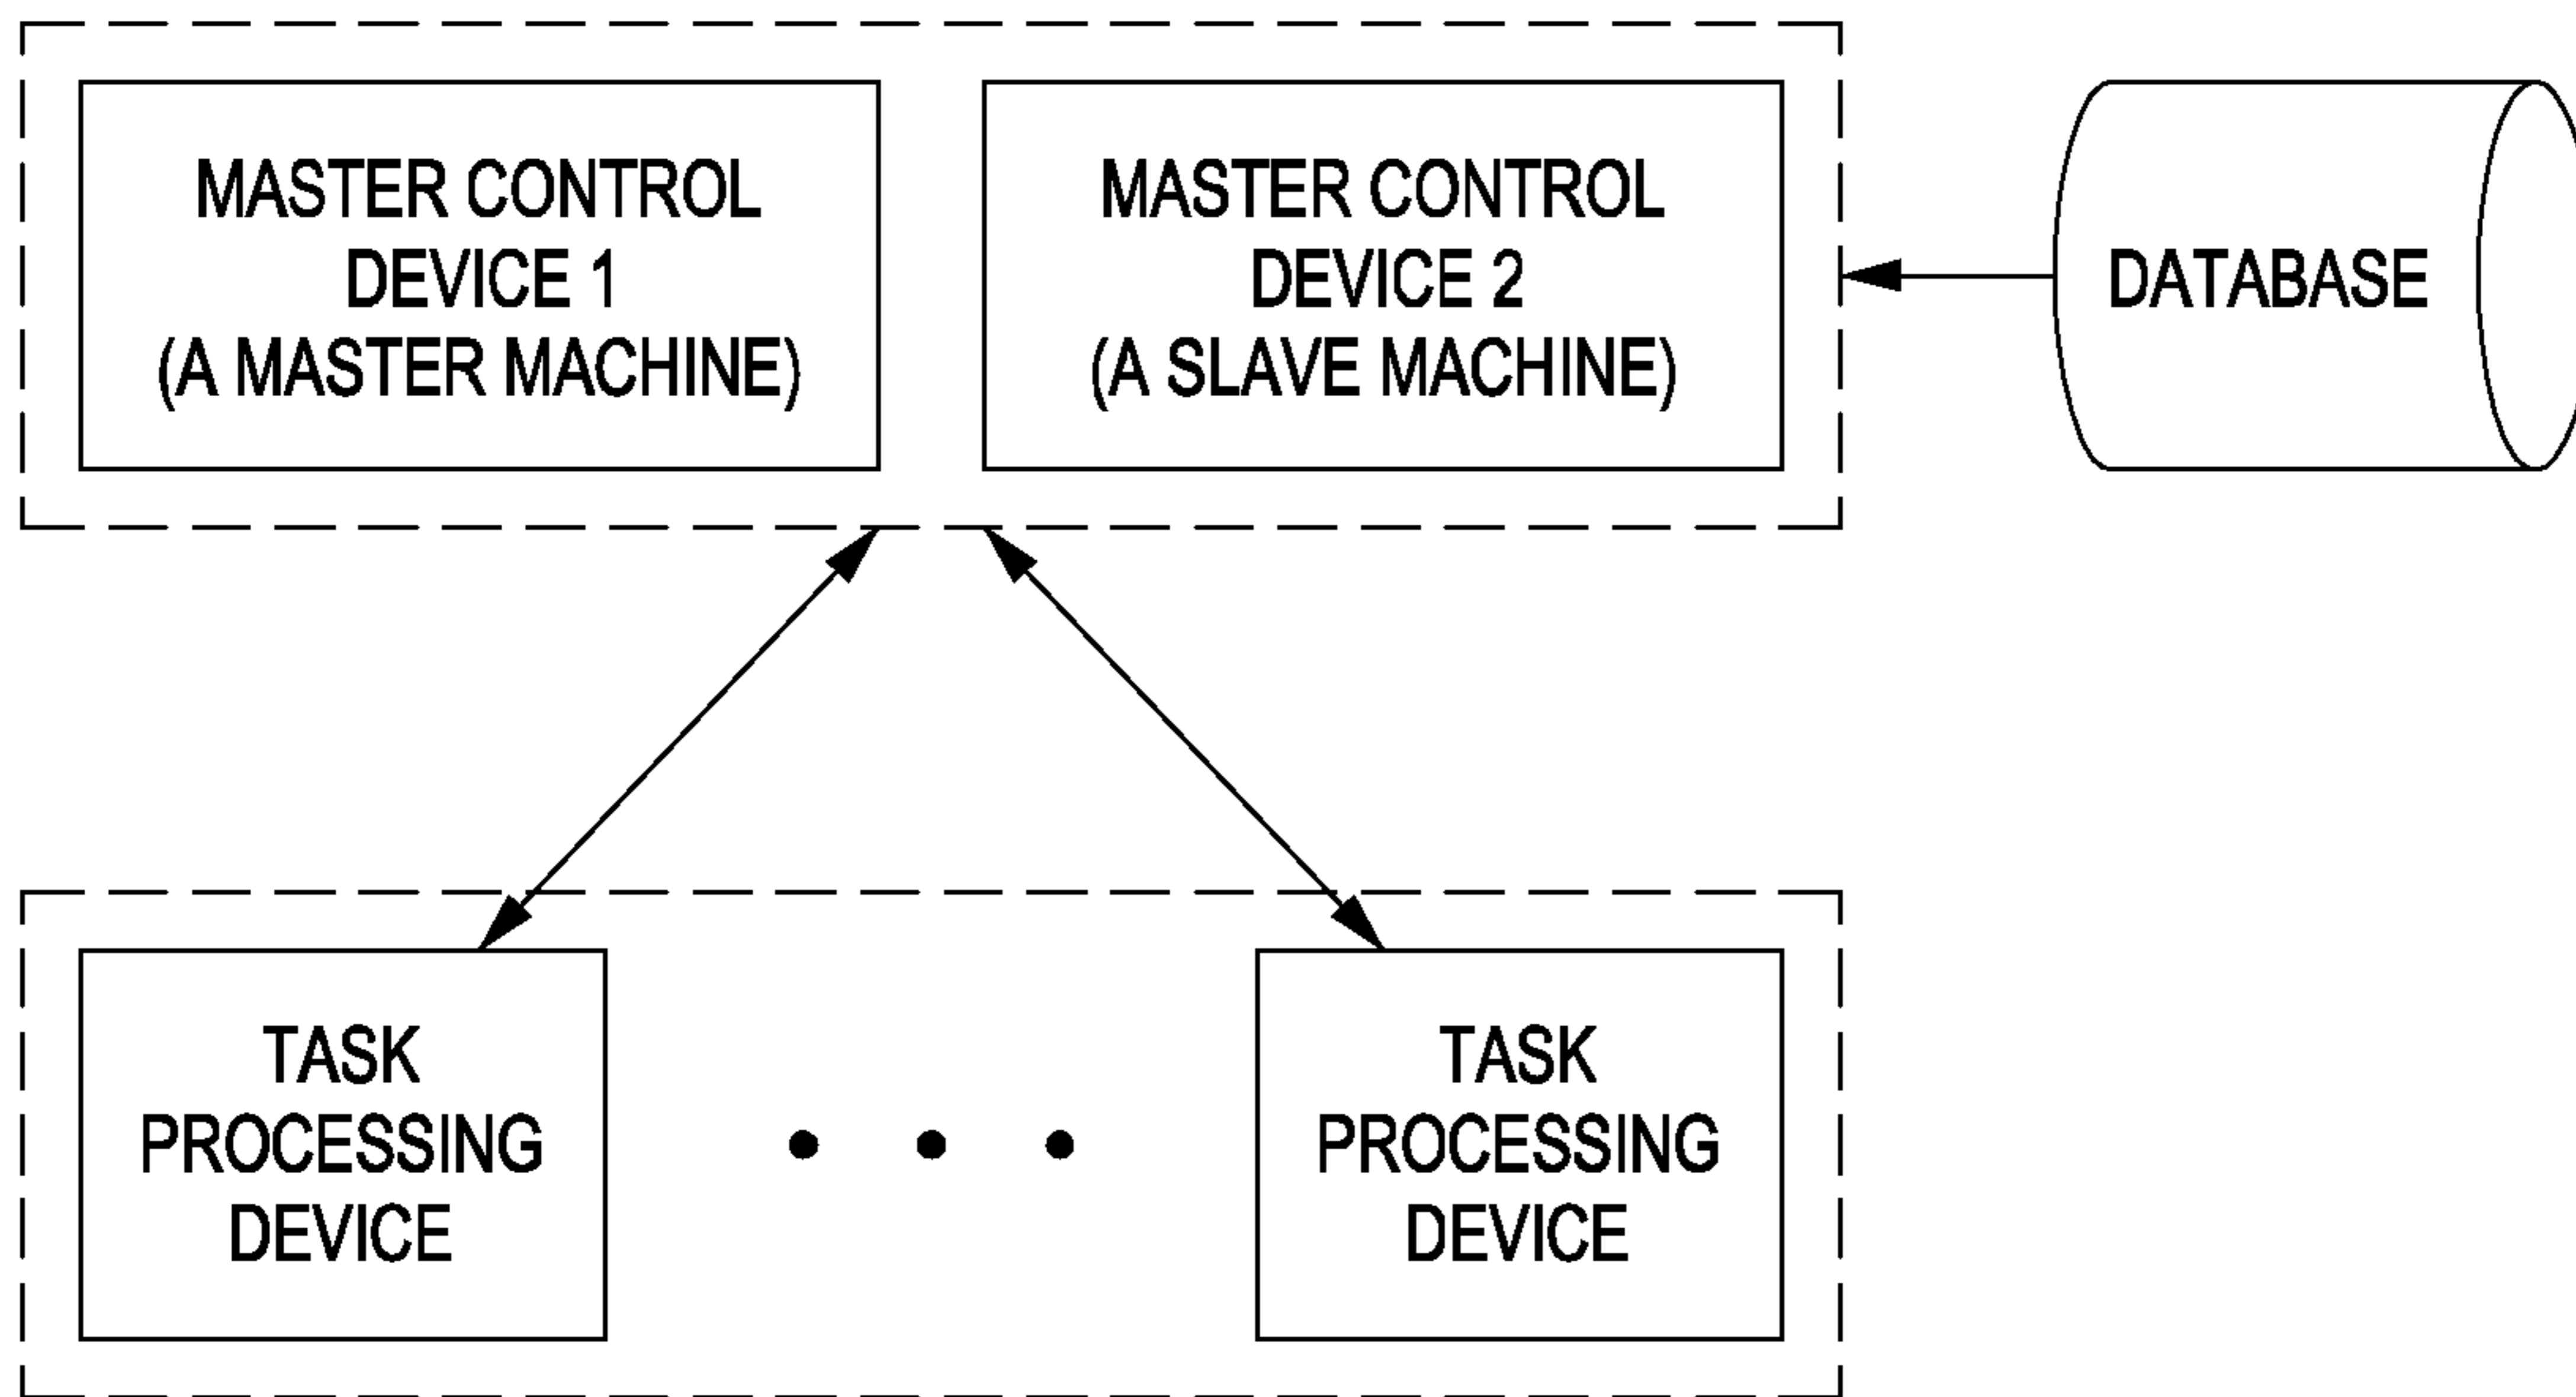 MASTER CONTROL
DEVICE 1
(A MASTER MACHINE)
MASTER CONTROL
DEVICE 2
(A SLAVE MACHINE)
DATABASE
TASK
PROCESSING
DEVICE
TASK
PROCESSING
DEVICE